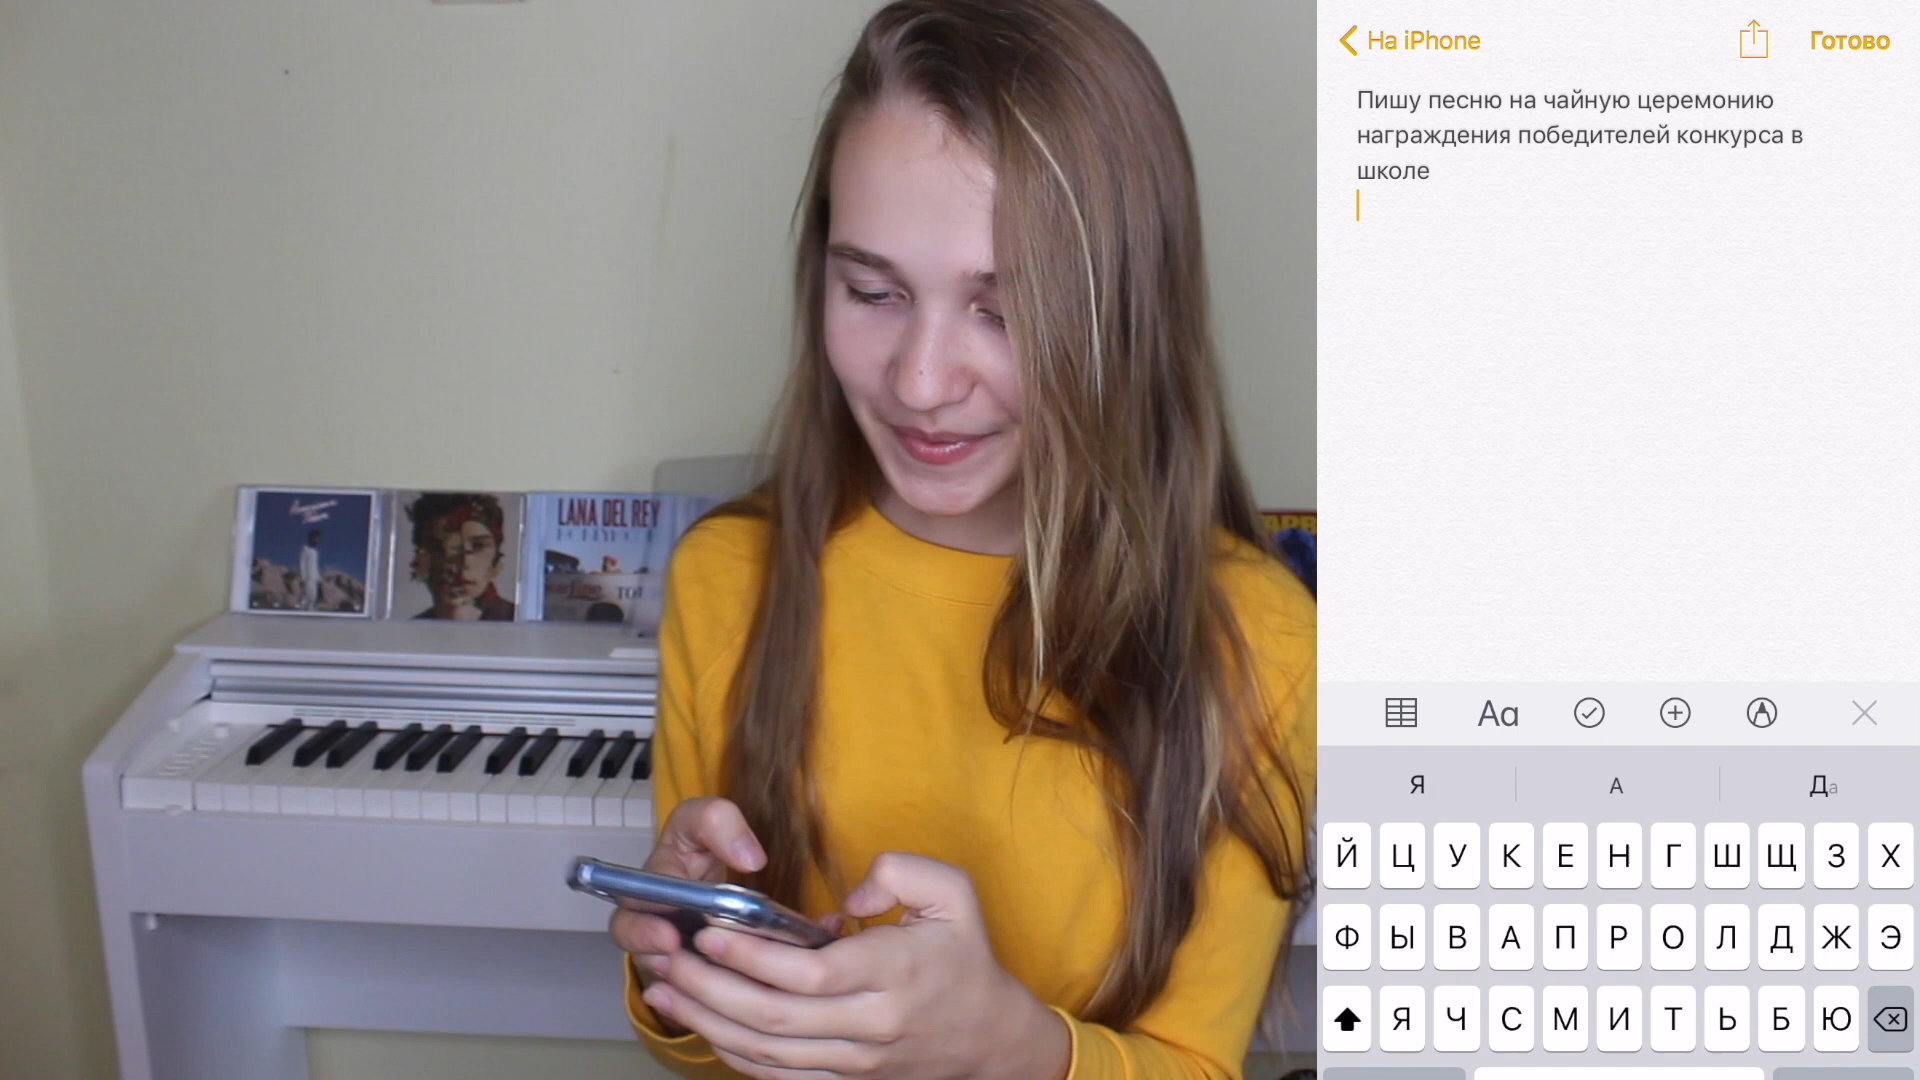 На iPhone
Готово
Пишу песню на чайную церемонию
награждения победителей конкурса в
школе
LANA DEL REY
Aa
Я А Да
Й Ц У К Е Н Г Ш Щ З Х
Ф Ы В А П Р О Л Д Ж Э
Я Ч С М И Т Ь Б Ю